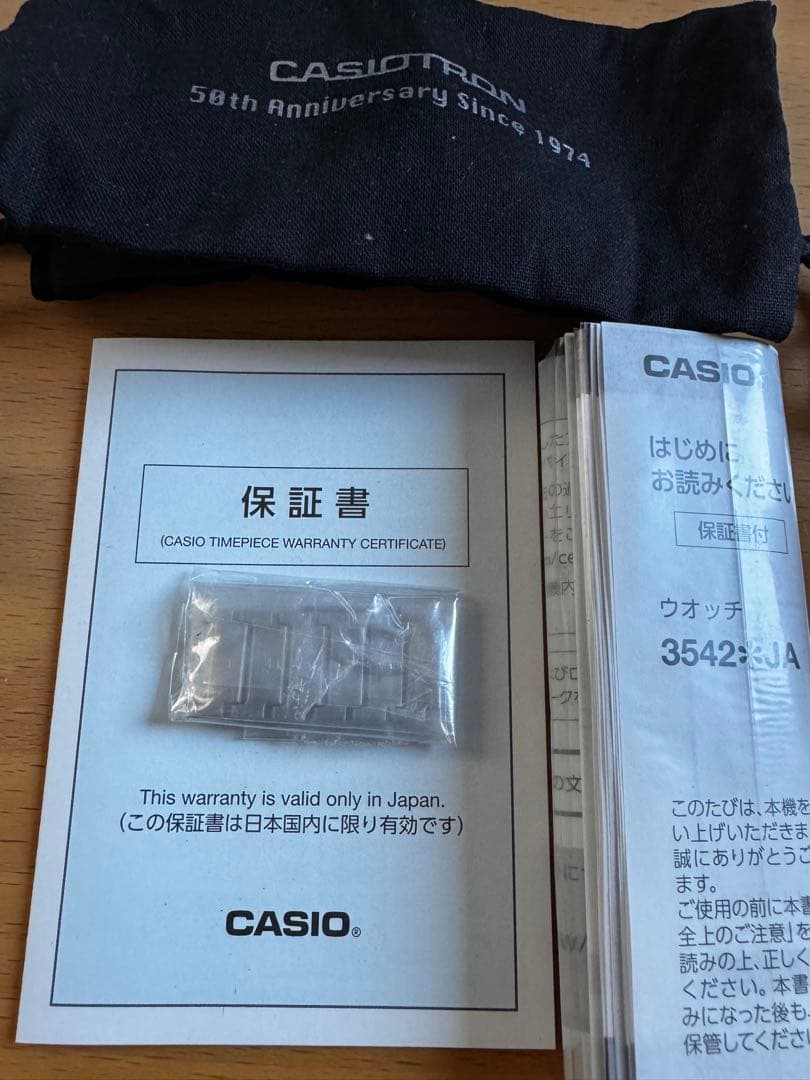 CASIOTRON
50th Anniversary Since 1974
保証書
(CASIO TIMEPIECE WARRANTY CERTIFICATE)
This warranty is valid only in Japan.
(この保証書は日本国内に限り有効です)
CASIO®
CASIO
はじめに
お読みください
保証書付
ウオッチ
3542※JA
このたびは、本機を
い上げいただきま
誠にありがとうご
ます。
ご使用の前に本書
全上のご注意」を
読みの上、正しく
ください。本書
みになった後も、
保管してください